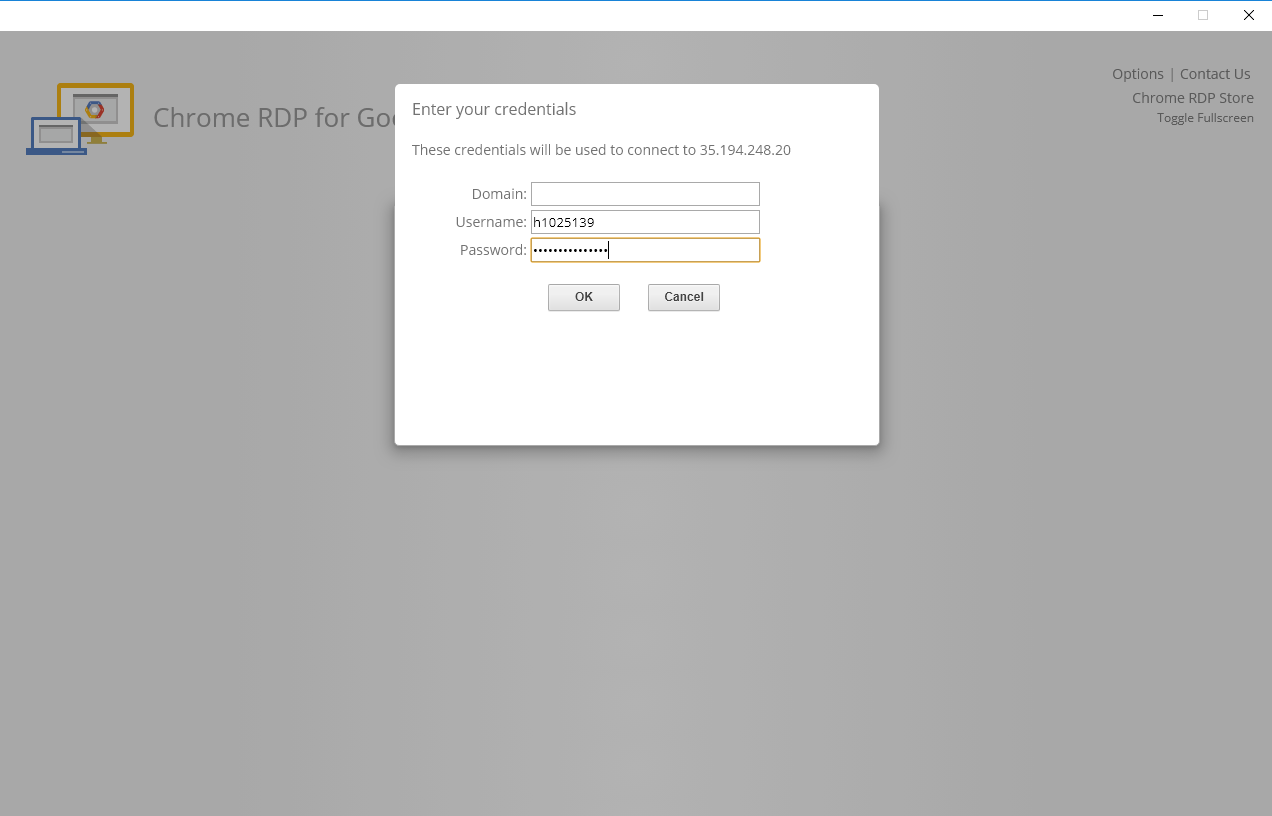 Options | Contact Us
Chrome RDP Store
Toggle Fullscreen
Chrome RDP for Goo
Enter your credentials
These credentials will be used to connect to 35.194.248.20
Domain:
Username: h1025139
Password: •••••••••••••••
OK Cancel